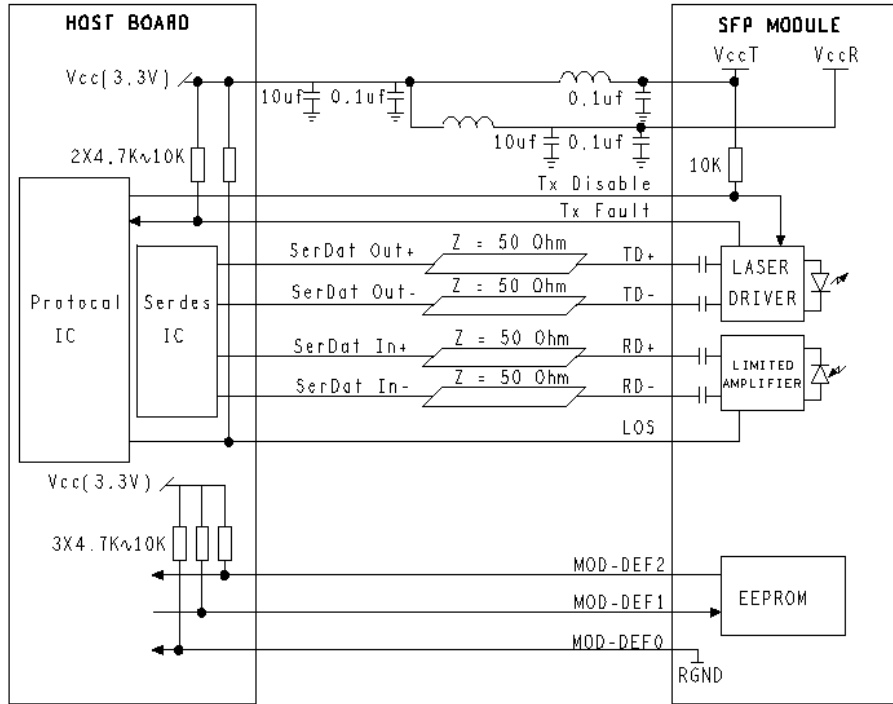 HOST BOARD
SFP MODULE
VccT
VccR
Vcc(3.3V)
10uf
0.1uf
0.1uf
10uf
0.1uf
2X4.7K~10K
10K
Tx Disable
Tx Fault
SerDat Out+
Z = 50 Ohm
TD+
SerDat Out-
Z = 50 Ohm
TD-
LASER
DRIVER
Protocal
IC
Serdes
IC
SerDat In+
Z = 50 Ohm
RD+
SerDat In-
Z = 50 Ohm
RD-
LIMITED
AMPLIFIER
LOS
Vcc(3.3V)
3X4.7K~10K
MOD-DEF2
MOD-DEF1
MOD-DEF0
EEPROM
RGND